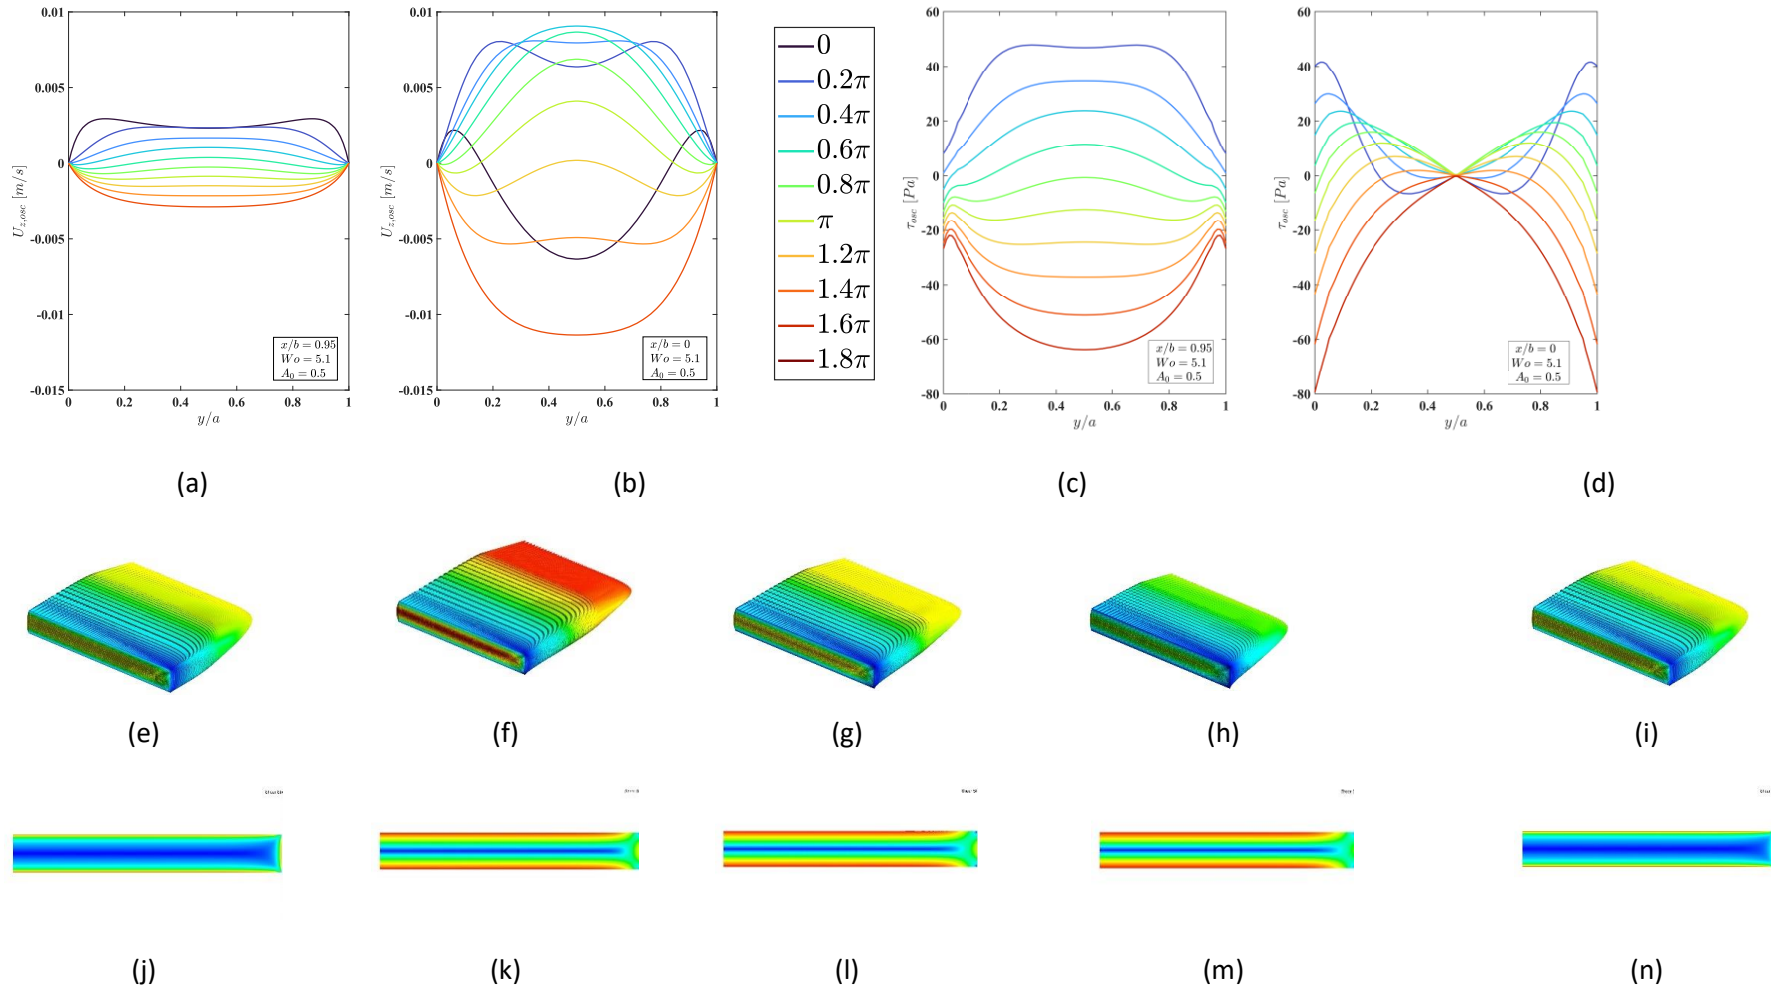 0.01
0.005
0
-0.005
-0.01
-0.015
U_{z,osc} [m/s]
0 0.2 0.4 0.6 0.8 1
y/a
x/b = 0.95
Wo = 5.1
A_0 = 0.5
(a)
0.01
0.005
0
-0.005
-0.01
-0.015
U_{z,osc} [m/s]
0 0.2 0.4 0.6 0.8 1
y/a
x/b = 0
Wo = 5.1
A_0 = 0.5
(b)
0
0.2π
0.4π
0.6π
0.8π
π
1.2π
1.4π
1.6π
1.8π
60
40
20
0
-20
-40
-60
-80
τ_{osc} [Pa]
0 0.2 0.4 0.6 0.8 1
y/a
x/b = 0.95
Wo = 5.1
A_0 = 0.5
(c)
60
40
20
0
-20
-40
-60
-80
τ_{osc} [Pa]
0 0.2 0.4 0.6 0.8 1
y/a
x/b = 0
Wo = 5.1
A_0 = 0.5
(d)
(e) (f) (g) (h) (i)
(j) (k) (l) (m) (n)